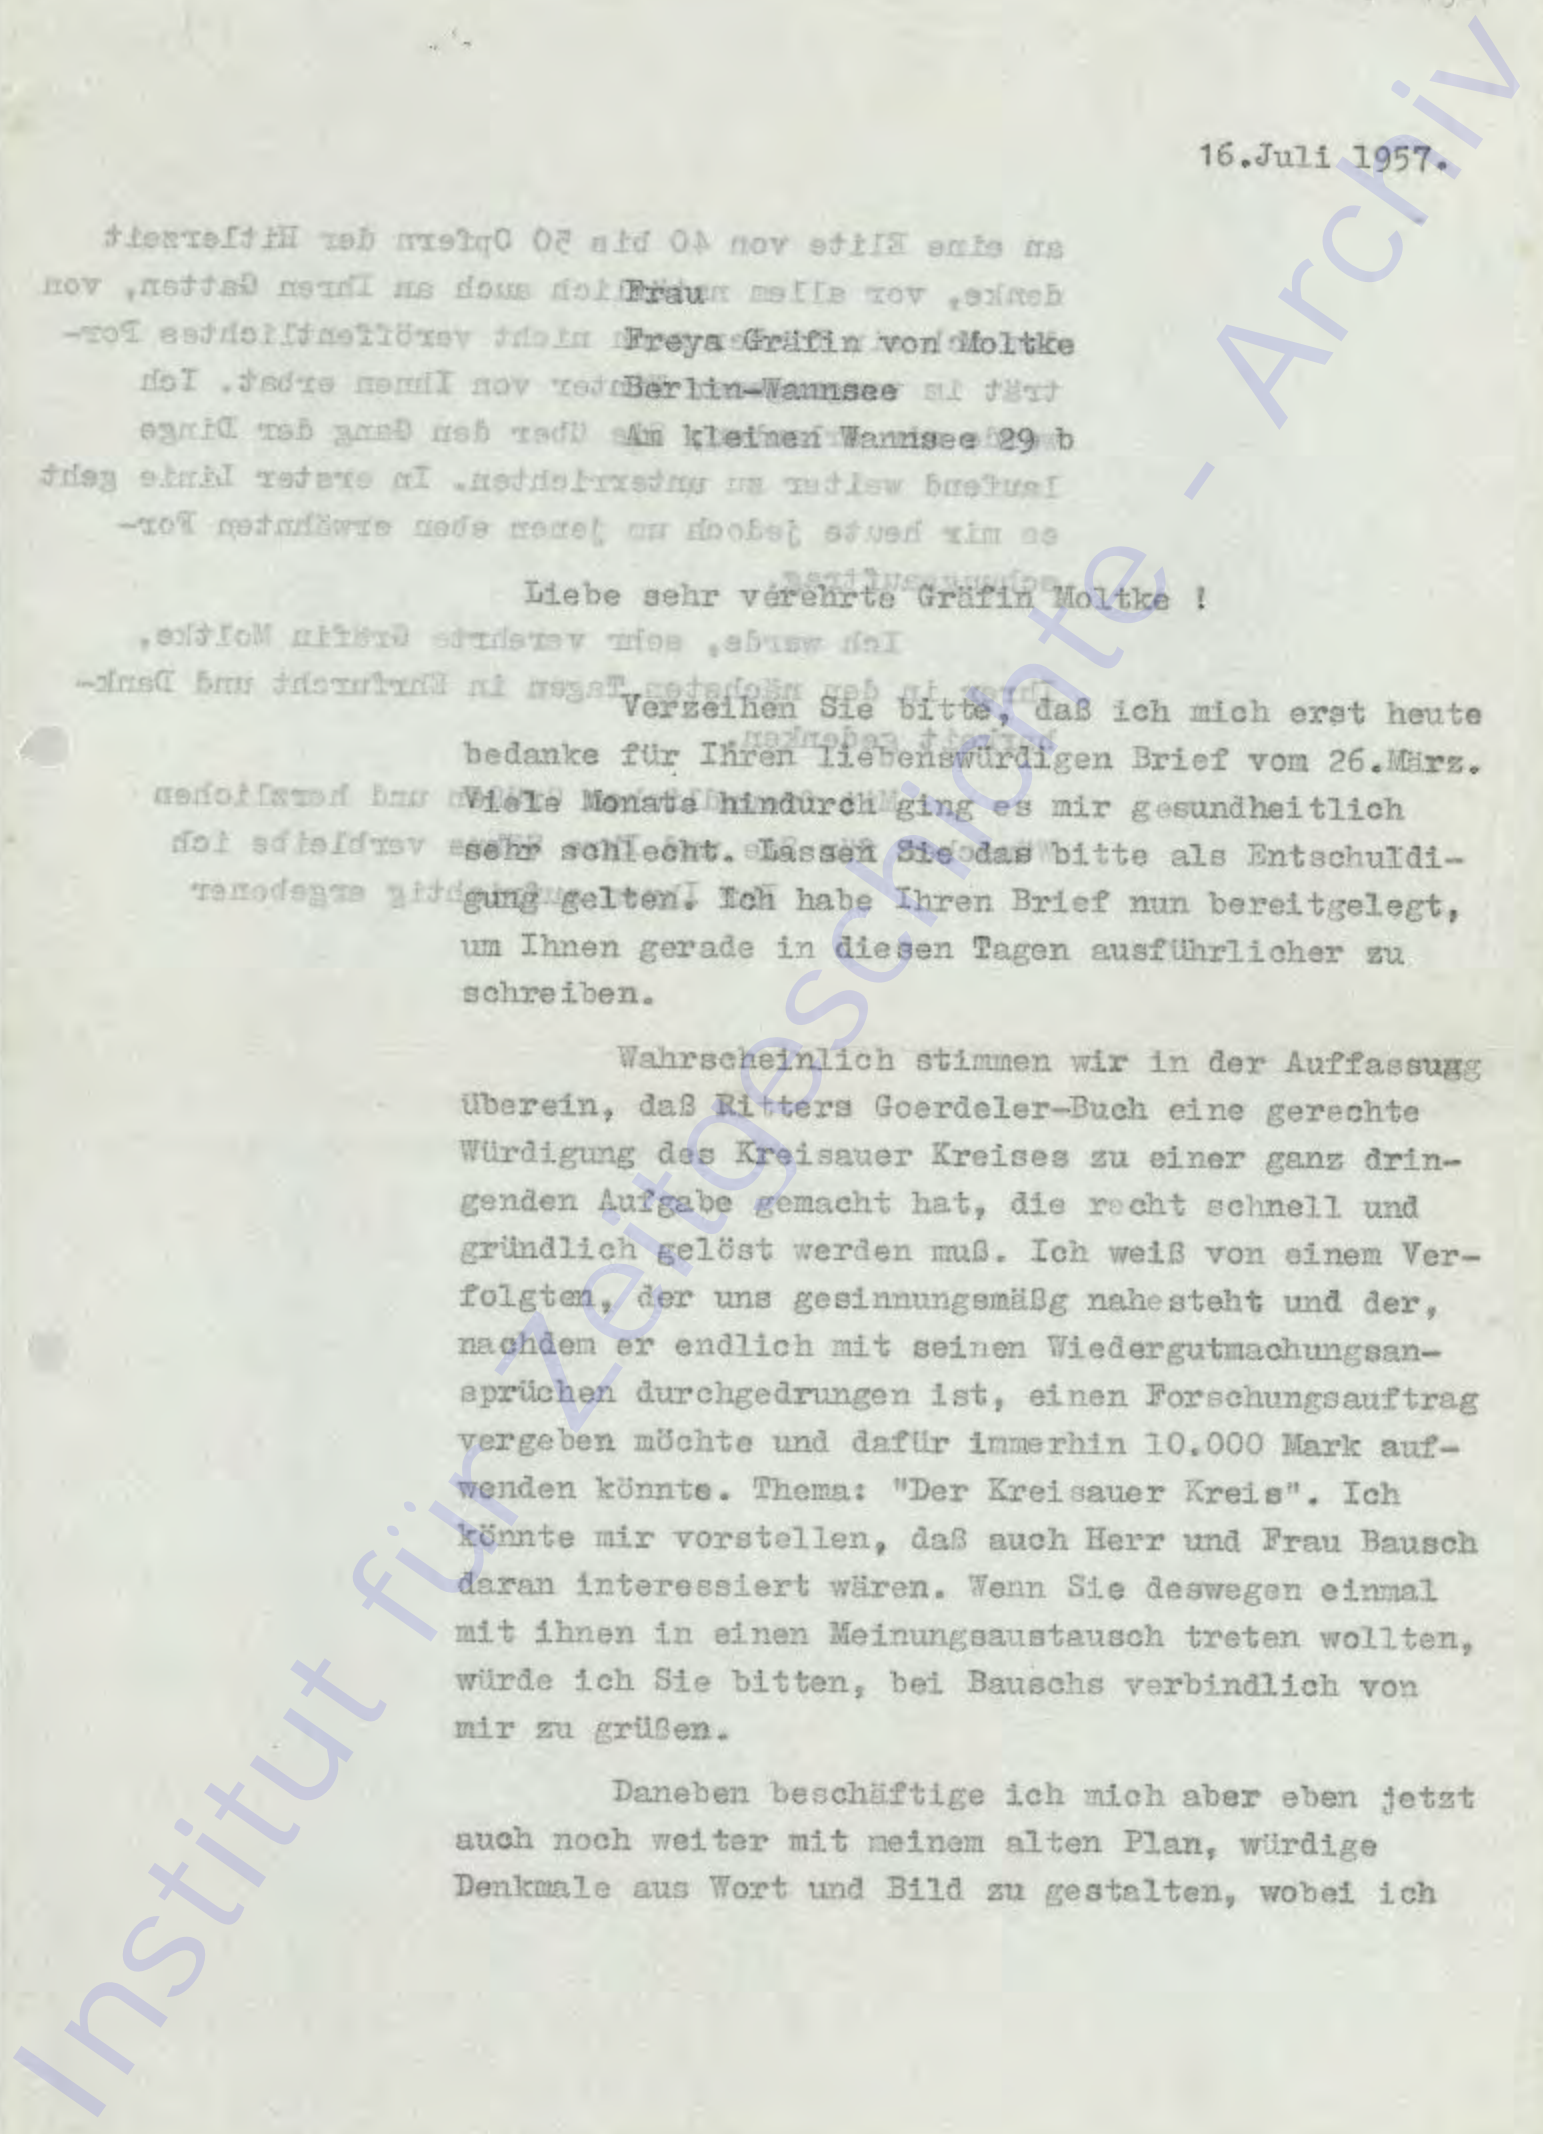 16.Juli 1957.
Frau
Freya Gräfin von Moltke
Berlin-Wannsee
Am kleinen Wannsee 29 b
Liebe sehr verehrte Gräfin Moltke !
Verzeihen Sie bitte, daß ich mich erst heute
bedanke für Ihren liebenswürdigen Brief vom 26.März.
Viele Monate hindurch ging es mir gesundheitlich
sehr schlecht. Lassen Sie das bitte als Entschuldi-
gung gelten. Ich habe Ihren Brief nun bereitgelegt,
um Ihnen gerade in diesen Tagen ausführlicher zu
schreiben.
Wahrscheinlich stimmen wir in der Auffassugg
überein, daß Ritters Goerdeler-Buch eine gerechte
Würdigung des Kreisauer Kreises zu einer ganz drin-
genden Aufgabe gemacht hat, die recht schnell und
gründlich gelöst werden muß. Ich weiß von einem Ver-
folgten, der uns gesinnungsmäßg nahesteht und der,
nachdem er endlich mit seinen Wiedergutmachungsan-
sprüchen durchgedrungen ist, einen Forschungsauftrag
vergeben möchte und dafür immerhin 10.000 Mark auf-
wenden könnte. Thema: "Der Kreisauer Kreis". Ich
könnte mir vorstellen, daß auch Herr und Frau Bausch
daran interessiert wären. Wenn Sie deswegen einmal
mit ihnen in einen Meinungsaustausch treten wollten,
würde ich Sie bitten, bei Bauschs verbindlich von
mir zu grüßen.
Daneben beschäftige ich mich aber eben jetzt
auch noch weiter mit meinem alten Plan, würdige
Denkmale aus Wort und Bild zu gestalten, wobei ich
Institut für Zeitgeschichte - Archiv